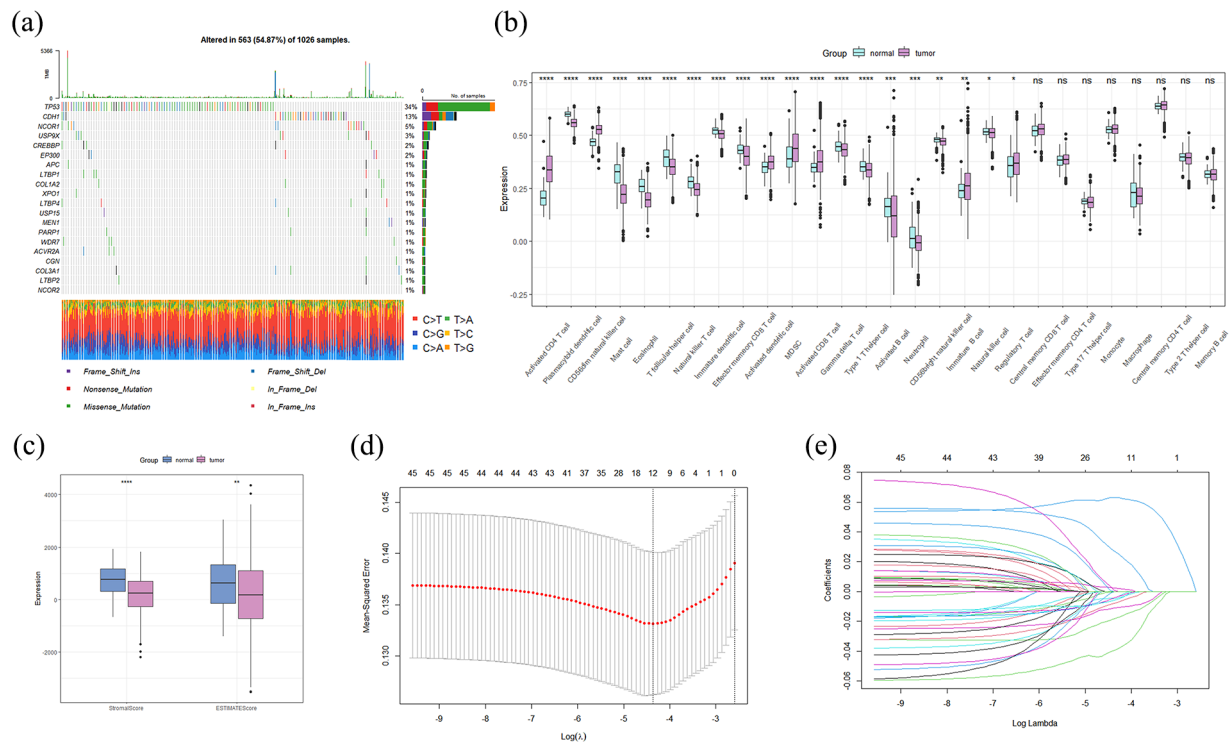 (a)
Altered in 563 (54.87%) of 1026 samples.
5366
TMB
0
0
No. of samples
TP53 34%
CDH1 13%
NCOR1 5%
USP9X 3%
CREBBP 2%
EP300 2%
APC 1%
LTBP1 1%
COL1A2 1%
XPO1 1%
LTBP4 1%
USP15 1%
MEN1 1%
PARP1 1%
WDR7 1%
ACVR2A 1%
CGN 1%
COL3A1 1%
LTBP2 1%
NCOR2 1%
C>T T>A
C>G T>C
C>A T>G
Frame_Shift_Ins Frame_Shift_Del
Nonsense_Mutation In_Frame_Del
Missense_Mutation In_Frame_Ins
(b)
Group normal tumor
**** **** **** **** **** **** **** **** **** **** **** **** *** *** ** ** * * ns ns ns ns ns ns ns ns
0.75
0.50
0.25
0.00
-0.25
Expression
Activated CD4 T cell
Plasmacytoid dendritic cell
CD56dim natural killer cell
Mast cell
Eosinophil
T follicular helper cell
Natural killer T cell
Immature dendritic cell
Effector memory CD8 T cell
Activated dendritic cell
MDSC
Activated CD8 T cell
Gamma delta T cell
Type 1 T helper cell
Activated B cell
Neutrophil
CD56bright natural killer cell
Immature B cell
Natural killer cell
Regulatory T cell
Central memory CD8 T cell
Effector memory CD4 T cell
Type 17 T helper cell
Monocyte
Macrophage
Central memory CD4 T cell
Type 2 T helper cell
Memory B cell
(c)
Group normal tumor
**** **
4000
2000
0
-2000
Expression
StromalScore ESTIMATEScore
(d)
45 45 45 44 44 44 43 43 41 37 35 28 18 12 9 6 4 1 1 0
0.145
0.140
0.135
0.130
Mean-Squared Error
-9 -8 -7 -6 -5 -4 -3
Log(λ)
(e)
45 44 43 39 26 11 1
0.08
0.06
0.04
0.02
0.00
-0.02
-0.04
-0.06
Coefficients
-9 -8 -7 -6 -5 -4 -3
Log Lambda